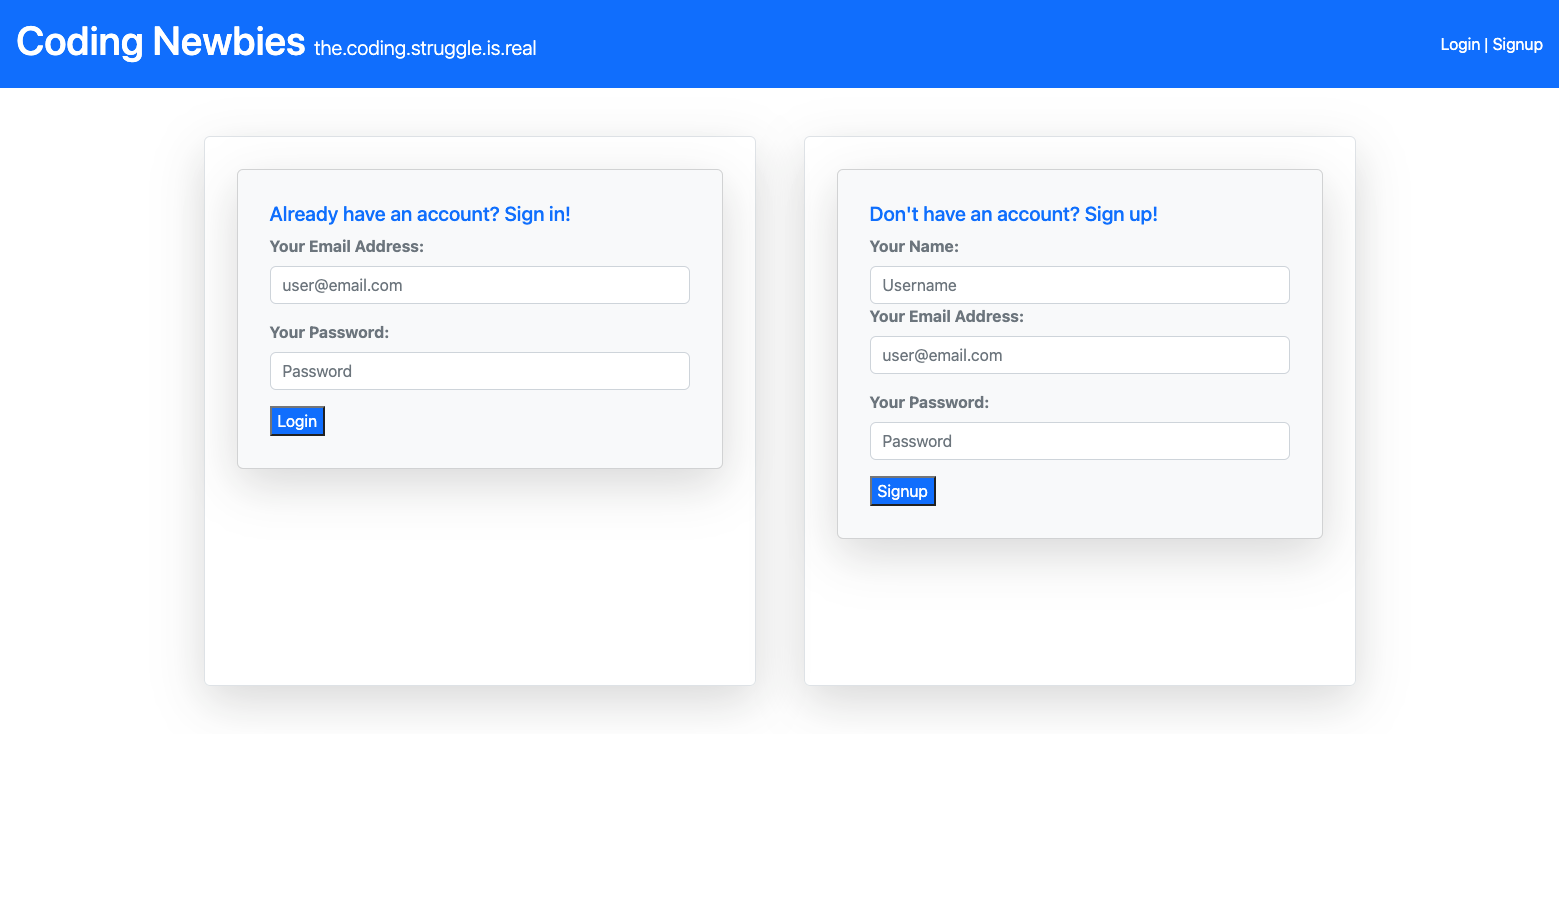 Coding Newbies the.coding.struggle.is.real
Login | Signup
Already have an account? Sign in!
Your Email Address:
user@email.com
Your Password:
Password
Login
Don't have an account? Sign up!
Your Name:
Username
Your Email Address:
user@email.com
Your Password:
Password
Signup